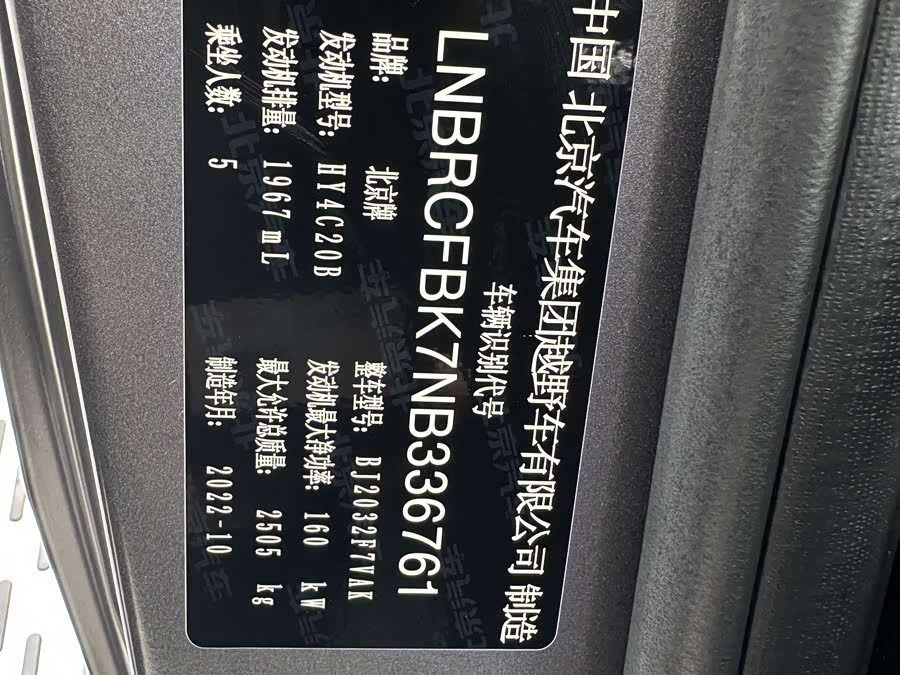 中国 北京汽车集团越野车有限公司 制造
车辆识别代号
LNBRCFBK7NB336761
品牌: 北京牌 整车型号: BJ2032F7VAK
发动机型号: HY4C20B 发动机最大净功率: 160 kW
发动机排量: 1967mL 最大允许总质量: 2505 kg
乘坐人数: 5 制造年月: 2022-10